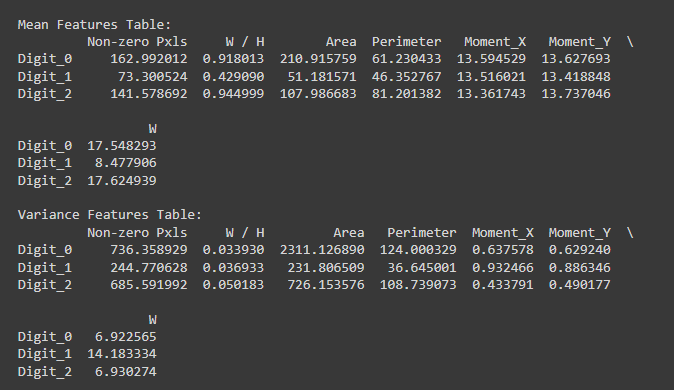 Mean Features Table:
Non-zero Pxls W / H Area Perimeter Moment_X Moment_Y \
Digit_0 162.992012 0.918013 210.915759 61.230433 13.594529 13.627693
Digit_1 73.300524 0.429090 51.181571 46.352767 13.516021 13.418848
Digit_2 141.578692 0.944999 107.986683 81.201382 13.361743 13.737046
W
Digit_0 17.548293
Digit_1 8.477906
Digit_2 17.624939
Variance Features Table:
Non-zero Pxls W / H Area Perimeter Moment_X Moment_Y \
Digit_0 736.358929 0.033930 2311.126890 124.000329 0.637578 0.629240
Digit_1 244.770628 0.036933 231.806509 36.645001 0.932466 0.886346
Digit_2 685.591992 0.050183 726.153576 108.739073 0.433791 0.490177
W
Digit_0 6.922565
Digit_1 14.183334
Digit_2 6.930274